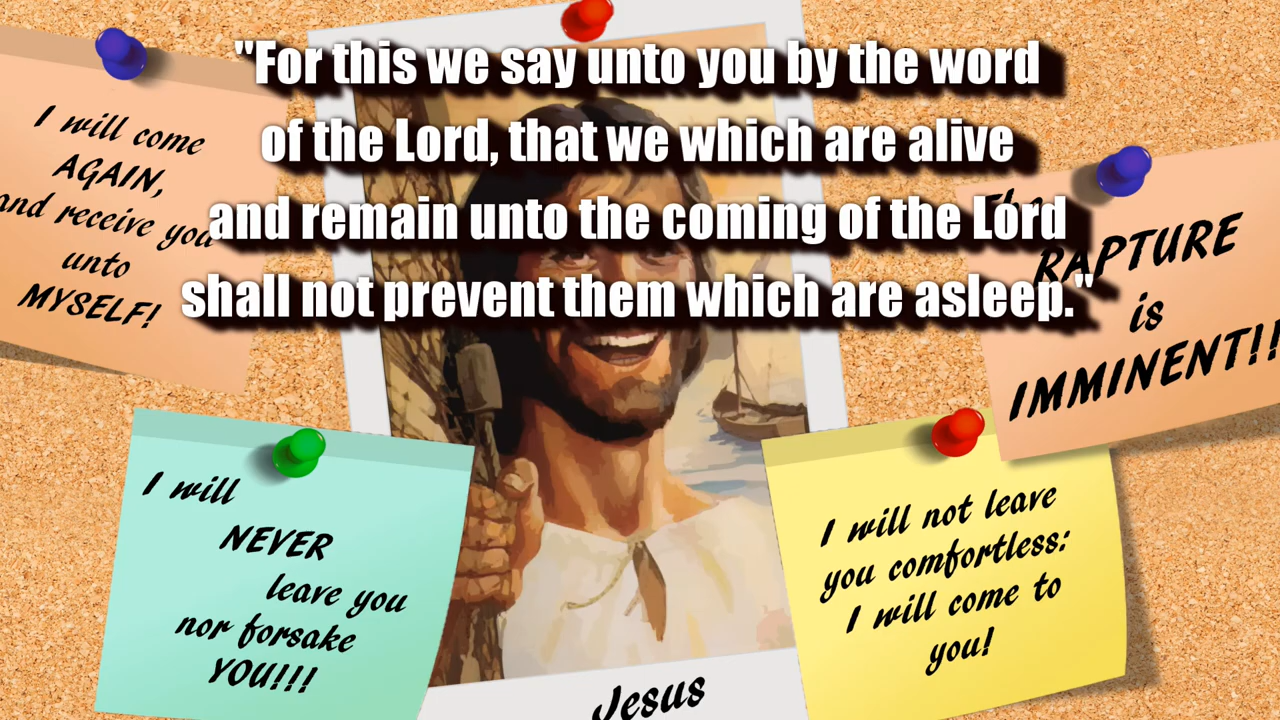 "For this we say unto you by the word
of the Lord, that we which are alive
and remain unto the coming of the Lord
shall not prevent them which are asleep."
I will come
AGAIN,
and receive you
unto
MYSELF!
The
RAPTURE
is
IMMINENT!!
I will
NEVER
leave you
nor forsake
YOU!!!
I will not leave
you comfortless:
I will come to
you!
Jesus